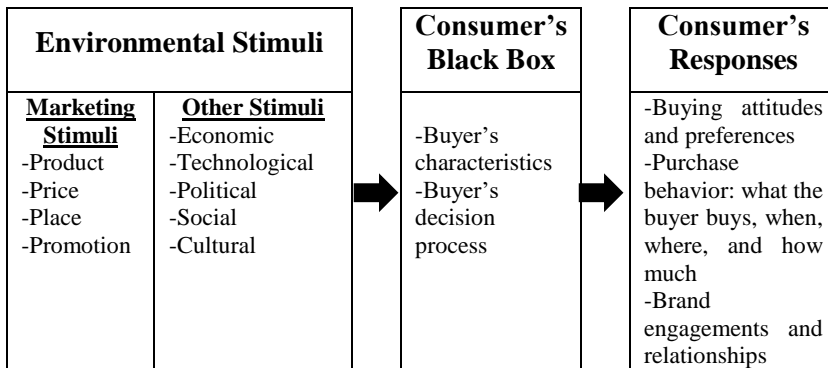 Environmental Stimuli
Marketing
Stimuli
-Product
-Price
-Place
-Promotion
Other Stimuli
-Economic
-Technological
-Political
-Social
-Cultural
Consumer's
Black Box
-Buyer's
characteristics
-Buyer's
decision
process
Consumer's
Responses
-Buying attitudes
and preferences
-Purchase
behavior: what the
buyer buys, when,
where, and how
much
-Brand
engagements and
relationships